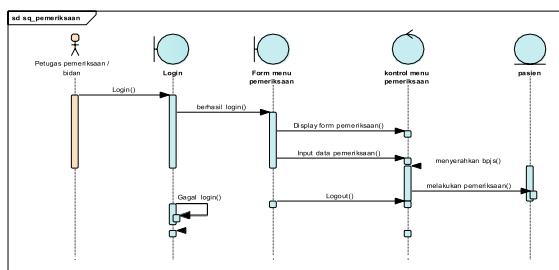 sd sq_pemeriksaan
Petugas pemeriksaan /
bidan
Login
Form menu
pemeriksaan
kontrol menu
pemeriksaan
pasien
Login()
berhasil login()
Display form pemeriksaan()
Input data pemeriksaan()
menyerahkan bpjs()
melakukan pemeriksaan()
Gagal login()
Logout()